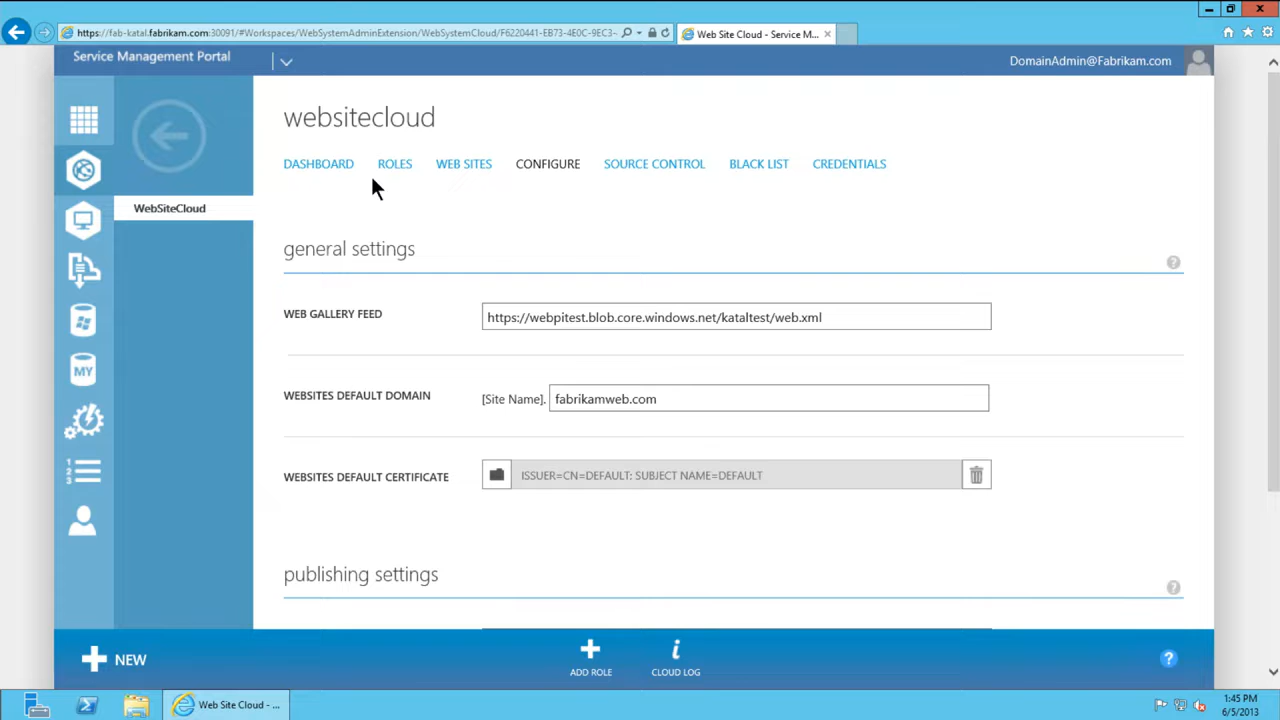 https://fab-katal.fabrikam.com:30091/#Workspaces/WebSystemAdminExtension/WebSystemCloud/F6220441-EB73-4E0C-9EC3-
Web Site Cloud - Service M...
Service Management Portal
DomainAdmin@Fabrikam.com
websitecloud
DASHBOARD ROLES WEB SITES CONFIGURE SOURCE CONTROL BLACK LIST CREDENTIALS
WebSiteCloud
general settings
?
WEB GALLERY FEED
https://webpitest.blob.core.windows.net/kataltest/web.xml
WEBSITES DEFAULT DOMAIN
[Site Name]. fabrikamweb.com
MY
WEBSITES DEFAULT CERTIFICATE
ISSUER=CN=DEFAULT: SUBJECT NAME=DEFAULT
1
2
3
publishing settings
?
NEW
ADD ROLE
CLOUD LOG
?
Web Site Cloud - ...
1:45 PM
6/5/2013